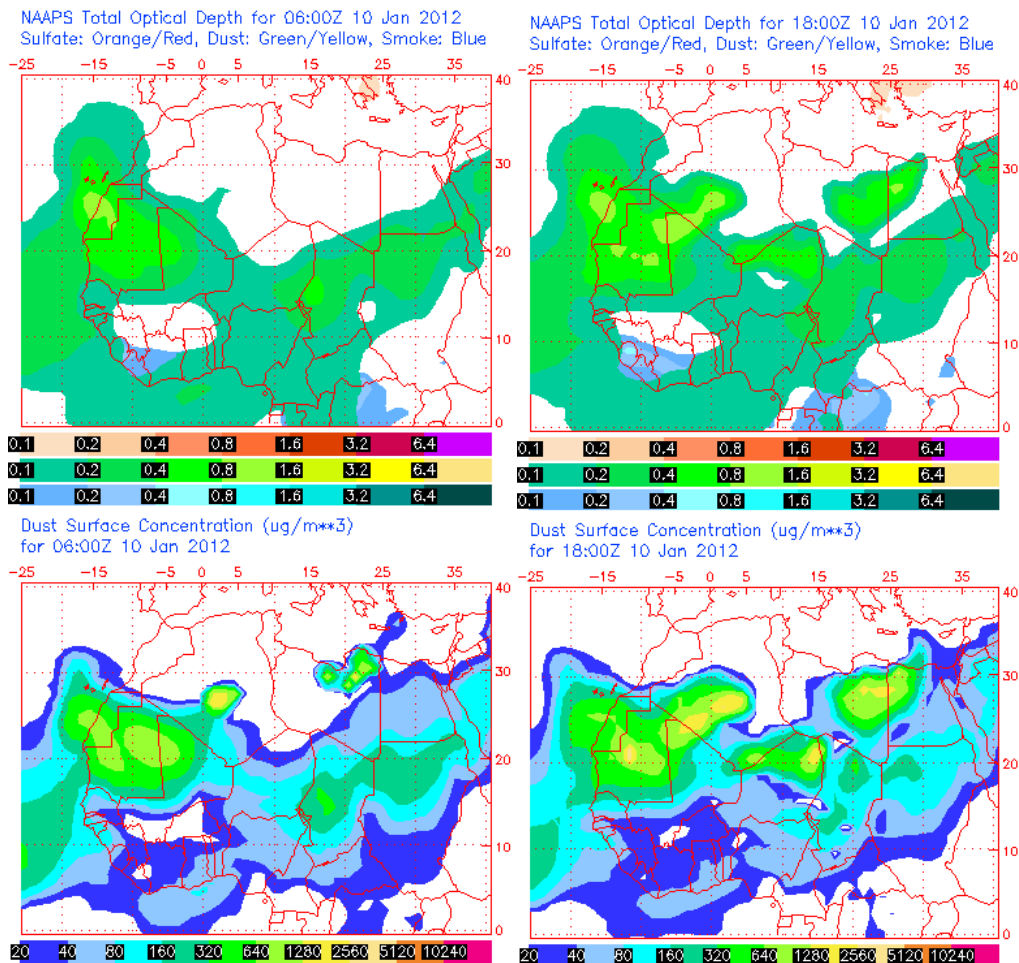 NAAPS Total Optical Depth for 06:00Z 10 Jan 2012
Sulfate: Orange/Red, Dust: Green/Yellow, Smoke: Blue
-25 -15 -5 0 5 15 25 35
40
30
20
10
0
0.1 0.2 0.4 0.8 1.6 3.2 6.4
0.1 0.2 0.4 0.8 1.6 3.2 6.4
0.1 0.2 0.4 0.8 1.6 3.2 6.4
NAAPS Total Optical Depth for 18:00Z 10 Jan 2012
Sulfate: Orange/Red, Dust: Green/Yellow, Smoke: Blue
-25 -15 -5 0 5 15 25 35
40
30
20
10
0
0.1 0.2 0.4 0.8 1.6 3.2 6.4
0.1 0.2 0.4 0.8 1.6 3.2 6.4
0.1 0.2 0.4 0.8 1.6 3.2 6.4
Dust Surface Concentration (ug/m**3)
for 06:00Z 10 Jan 2012
-25 -15 -5 0 5 15 25 35
40
30
20
10
0
20 40 80 160 320 640 1280 2560 5120 10240
Dust Surface Concentration (ug/m**3)
for 18:00Z 10 Jan 2012
-25 -15 -5 0 5 15 25 35
40
30
20
10
0
20 40 80 160 320 640 1280 2560 5120 10240